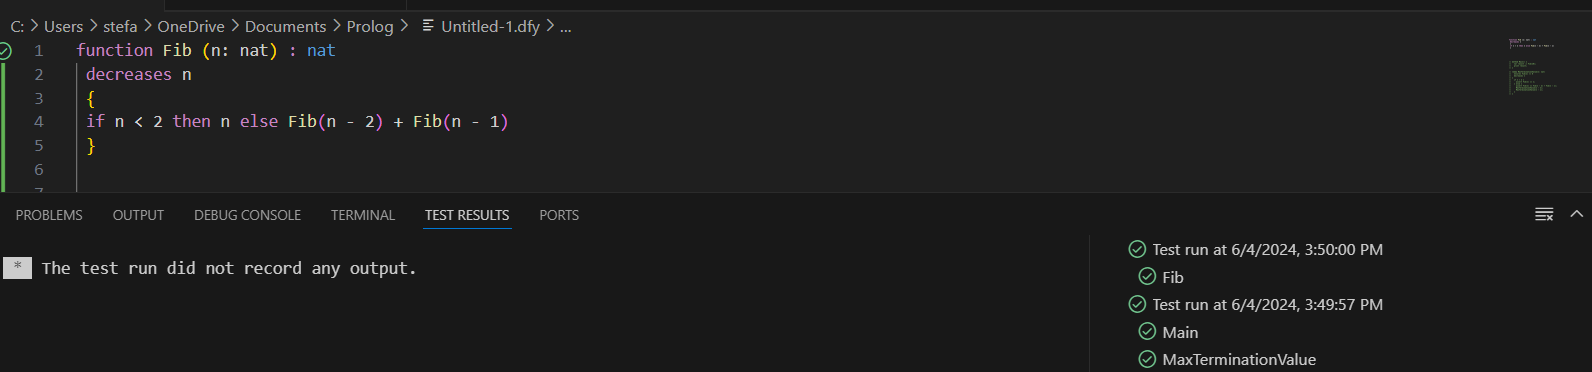 C: > Users > stefa > OneDrive > Documents > Prolog > Untitled-1.dfy > ...
1 function Fib (n: nat) : nat
2 decreases n
3 {
4 if n < 2 then n else Fib(n - 2) + Fib(n - 1)
5 }
6
7
PROBLEMS OUTPUT DEBUG CONSOLE TERMINAL TEST RESULTS PORTS
* The test run did not record any output.
Test run at 6/4/2024, 3:50:00 PM
Fib
Test run at 6/4/2024, 3:49:57 PM
Main
MaxTerminationValue